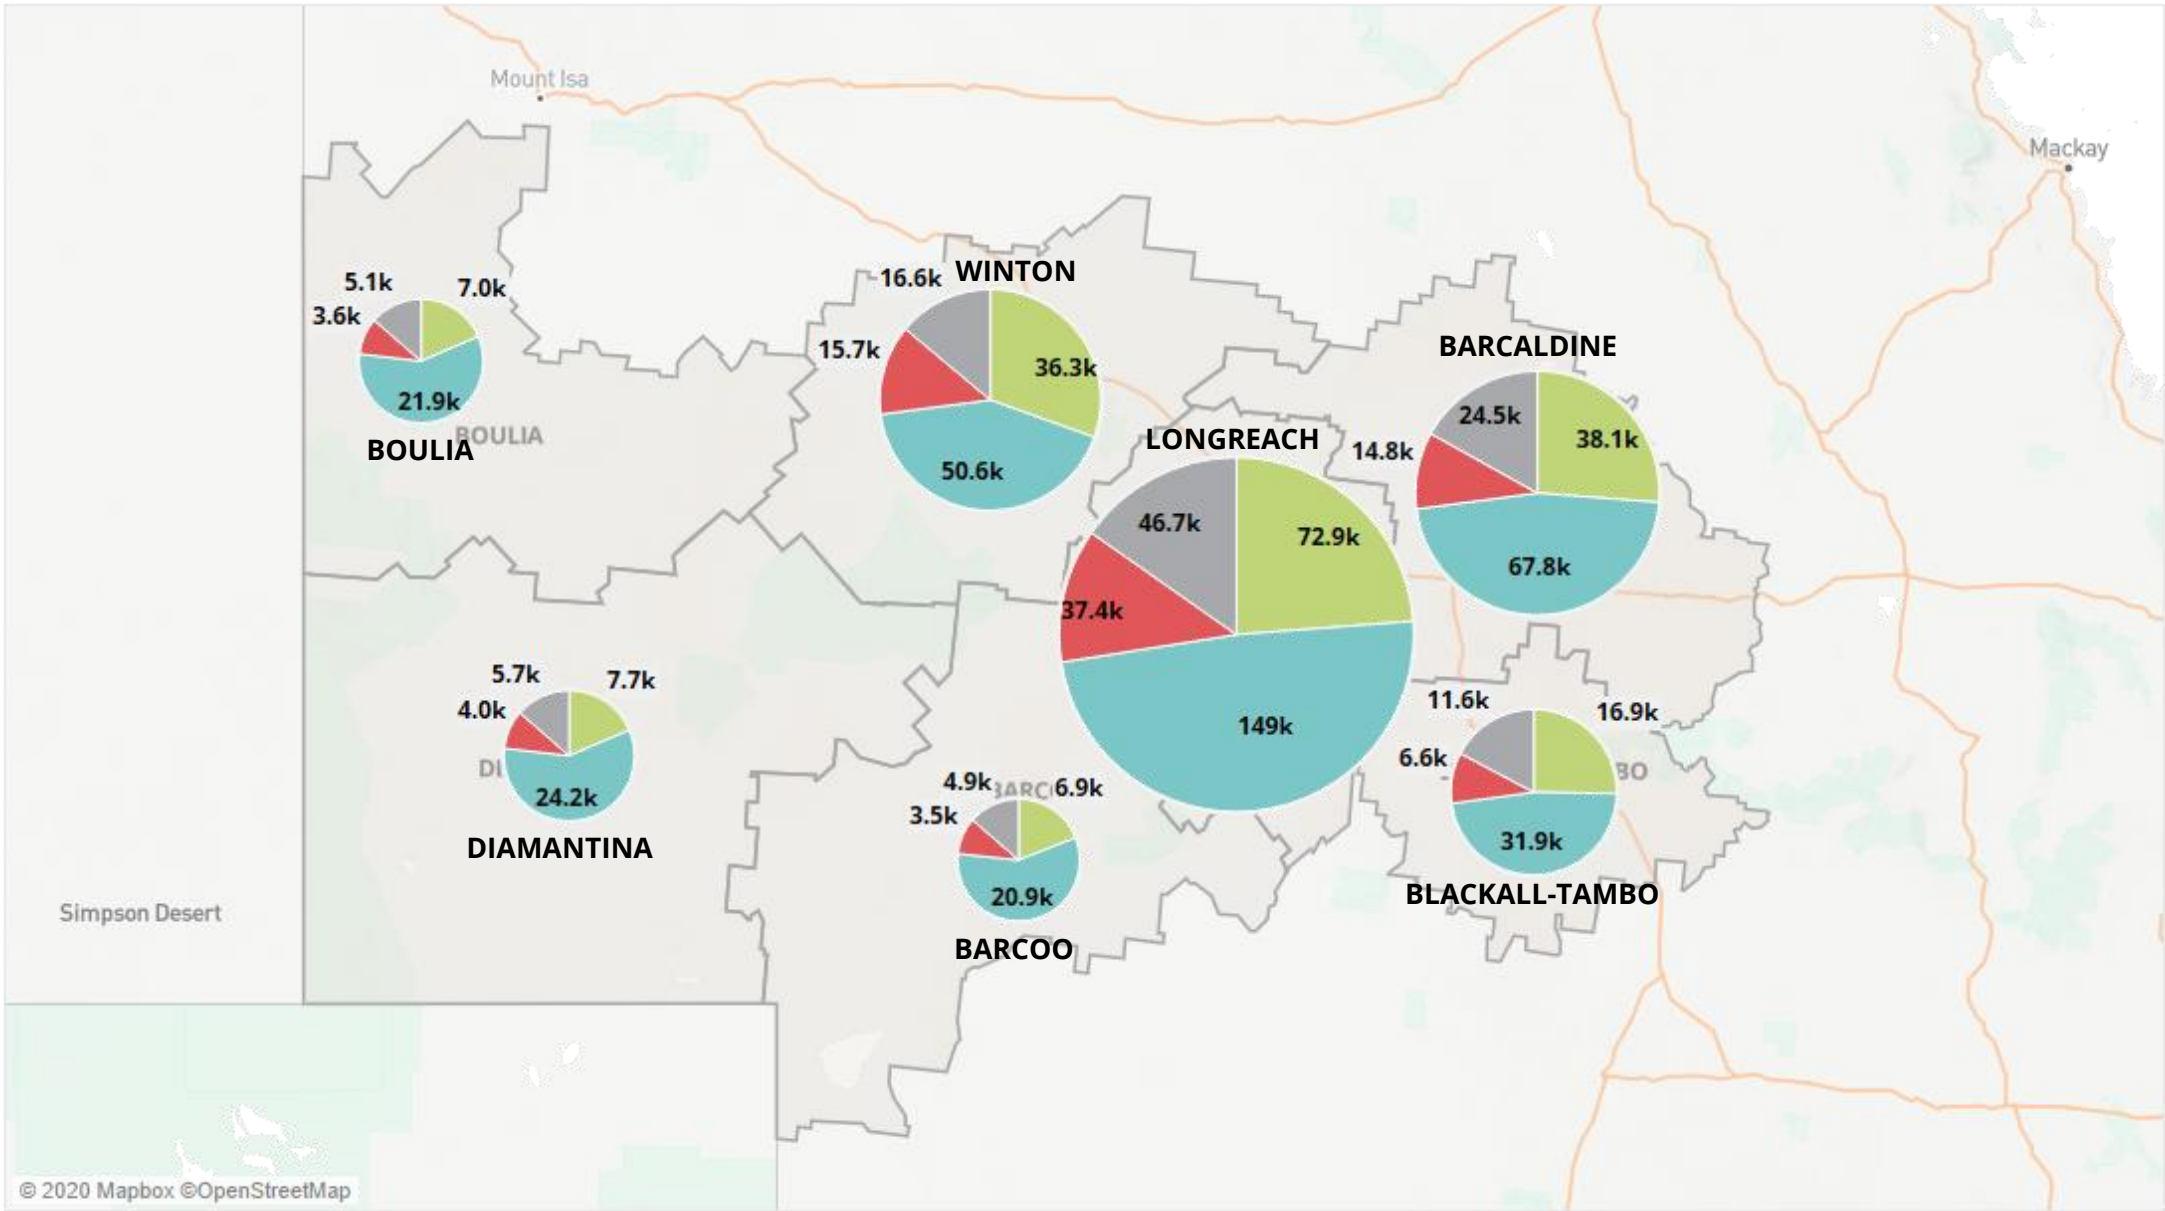 Mount Isa
Mackay
5.1k
7.0k
3.6k
21.9k
BOULIA
BOULIA
16.6k
WINTON
15.7k
36.3k
50.6k
BARCALDINE
24.5k
38.1k
14.8k
67.8k
LONGREACH
46.7k
72.9k
37.4k
149k
5.7k
7.7k
4.0k
DI
24.2k
DIAMANTINA
4.9k
BARC
6.9k
3.5k
20.9k
BARCOO
11.6k
16.9k
6.6k
BO
31.9k
BLACKALL-TAMBO
Simpson Desert
© 2020 Mapbox ©OpenStreetMap